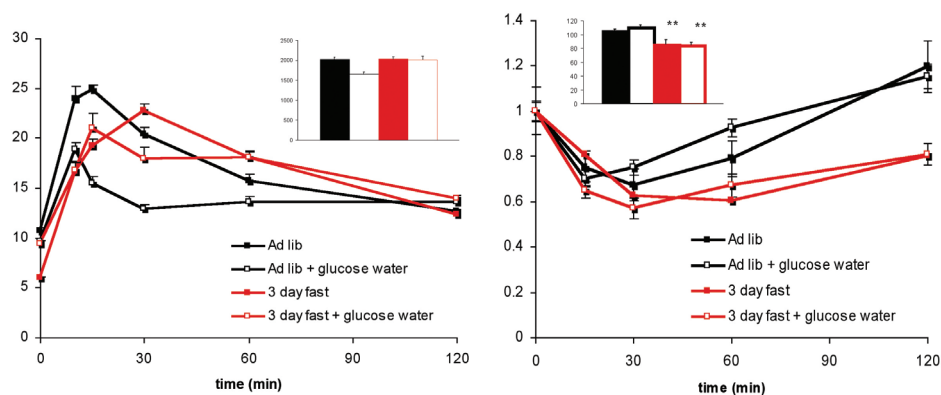 30
25
20
15
10
5
0
2500
2000
1500
1000
500
0
Ad lib
Ad lib + glucose water
3 day fast
3 day fast + glucose water
0 30 60 90 120
time (min)
1.4
1.2
1
0.8
0.6
0.4
0.2
0
120
100
80
60
40
20
0
** **
Ad lib
Ad lib + glucose water
3 day fast
3 day fast + glucose water
0 30 60 90 120
time (min)